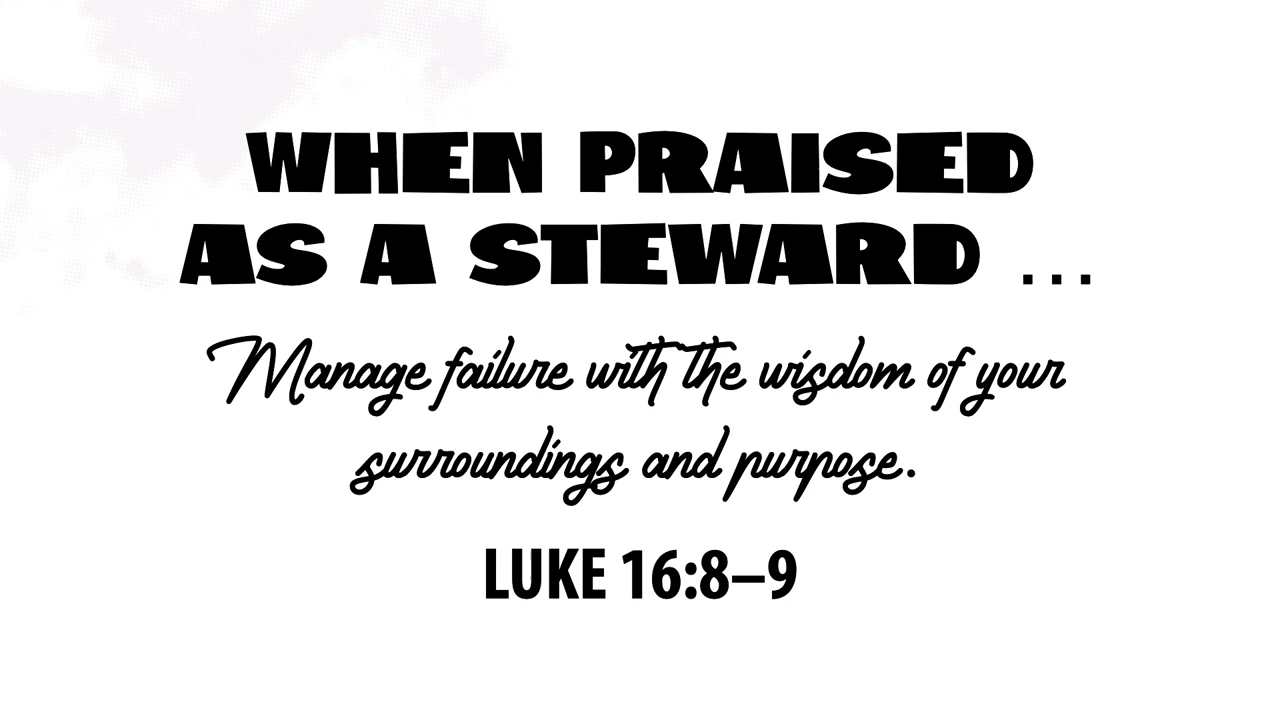 WHEN PRAISED
AS A STEWARD ...
Manage failure with the wisdom of your
surroundings and purpose.
LUKE 16:8–9